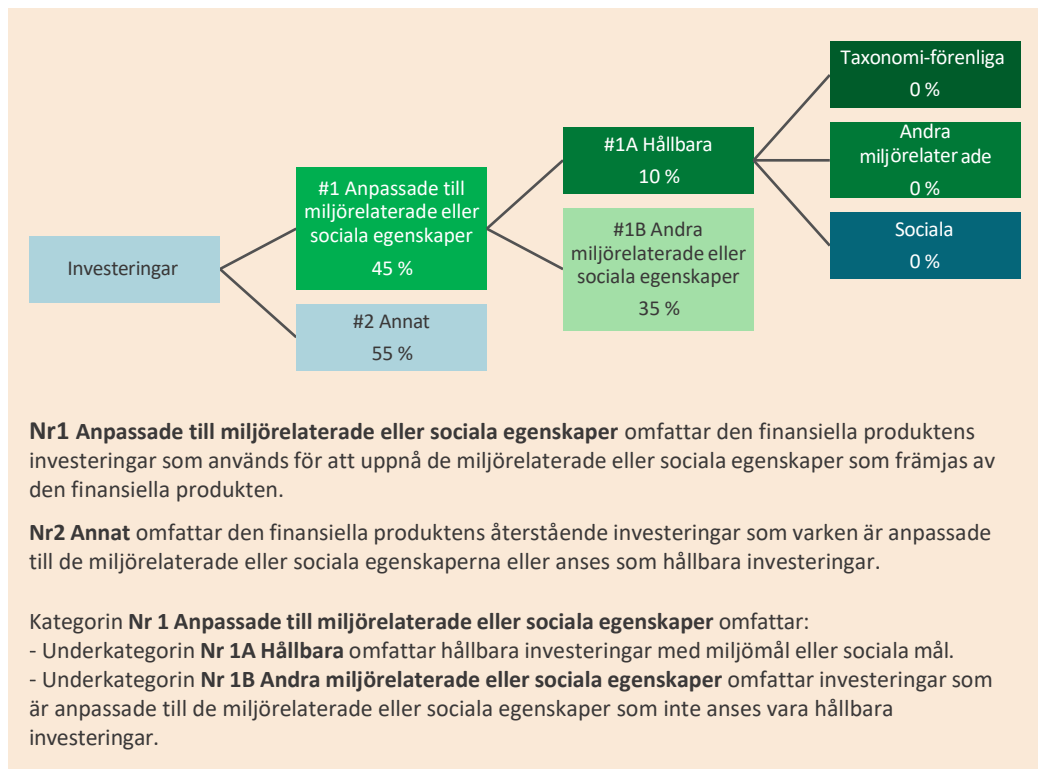 Investeringar
#1 Anpassade till
miljörelaterade eller
sociala egenskaper
45 %
#2 Annat
55 %
#1A Hållbara
10 %
#1B Andra
miljörelaterade eller
sociala egenskaper
35 %
Taxonomi-förenliga
0 %
Andra
miljörelater ade
0 %
Sociala
0 %
Nr1 Anpassade till miljörelaterade eller sociala egenskaper omfattar den finansiella produktens
investeringar som används för att uppnå de miljörelaterade eller sociala egenskaper som främjas av
den finansiella produkten.
Nr2 Annat omfattar den finansiella produktens återstående investeringar som varken är anpassade
till de miljörelaterade eller sociala egenskaperna eller anses som hållbara investeringar.
Kategorin Nr 1 Anpassade till miljörelaterade eller sociala egenskaper omfattar:
- Underkategorin Nr 1A Hållbara omfattar hållbara investeringar med miljömål eller sociala mål.
- Underkategorin Nr 1B Andra miljörelaterade eller sociala egenskaper omfattar investeringar som
är anpassade till de miljörelaterade eller sociala egenskaper som inte anses vara hållbara
investeringar.